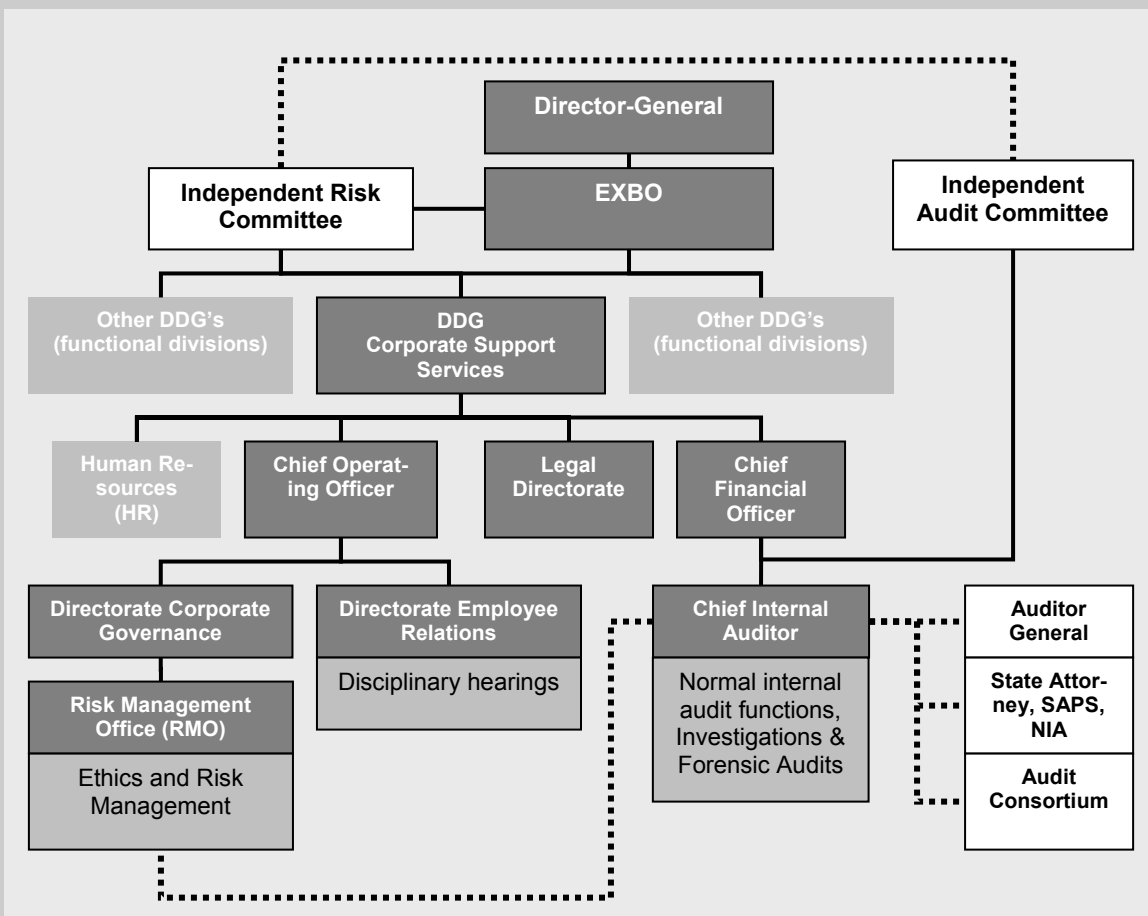 Director-General
Independent Risk
Committee
EXBO
Independent
Audit Committee
Other DDG's
(functional divisions)
DDG
Corporate Support
Services
Other DDG's
(functional divisions)
Human Re-
sources
(HR)
Chief Operat-
ing Officer
Legal
Directorate
Chief
Financial
Officer
Directorate Corporate
Governance
Directorate Employee
Relations
Disciplinary hearings
Chief Internal
Auditor
Normal internal
audit functions,
Investigations &
Forensic Audits
Auditor
General
State Attor-
ney, SAPS,
NIA
Audit
Consortium
Risk Management
Office (RMO)
Ethics and Risk
Management